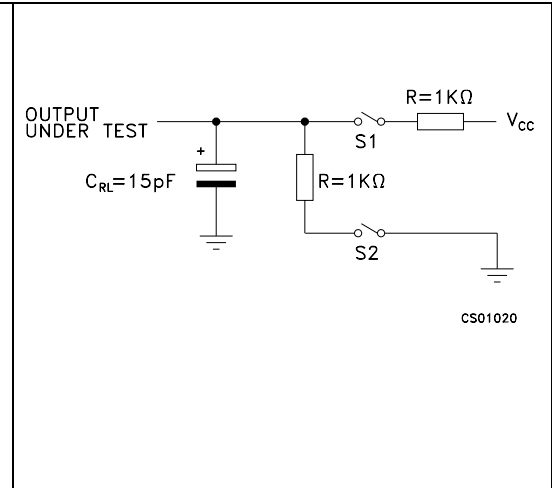 R=1KΩ
OUTPUT
UNDER TEST
VCC
S1
+
CRL=15pF
R=1KΩ
S2
CS01020